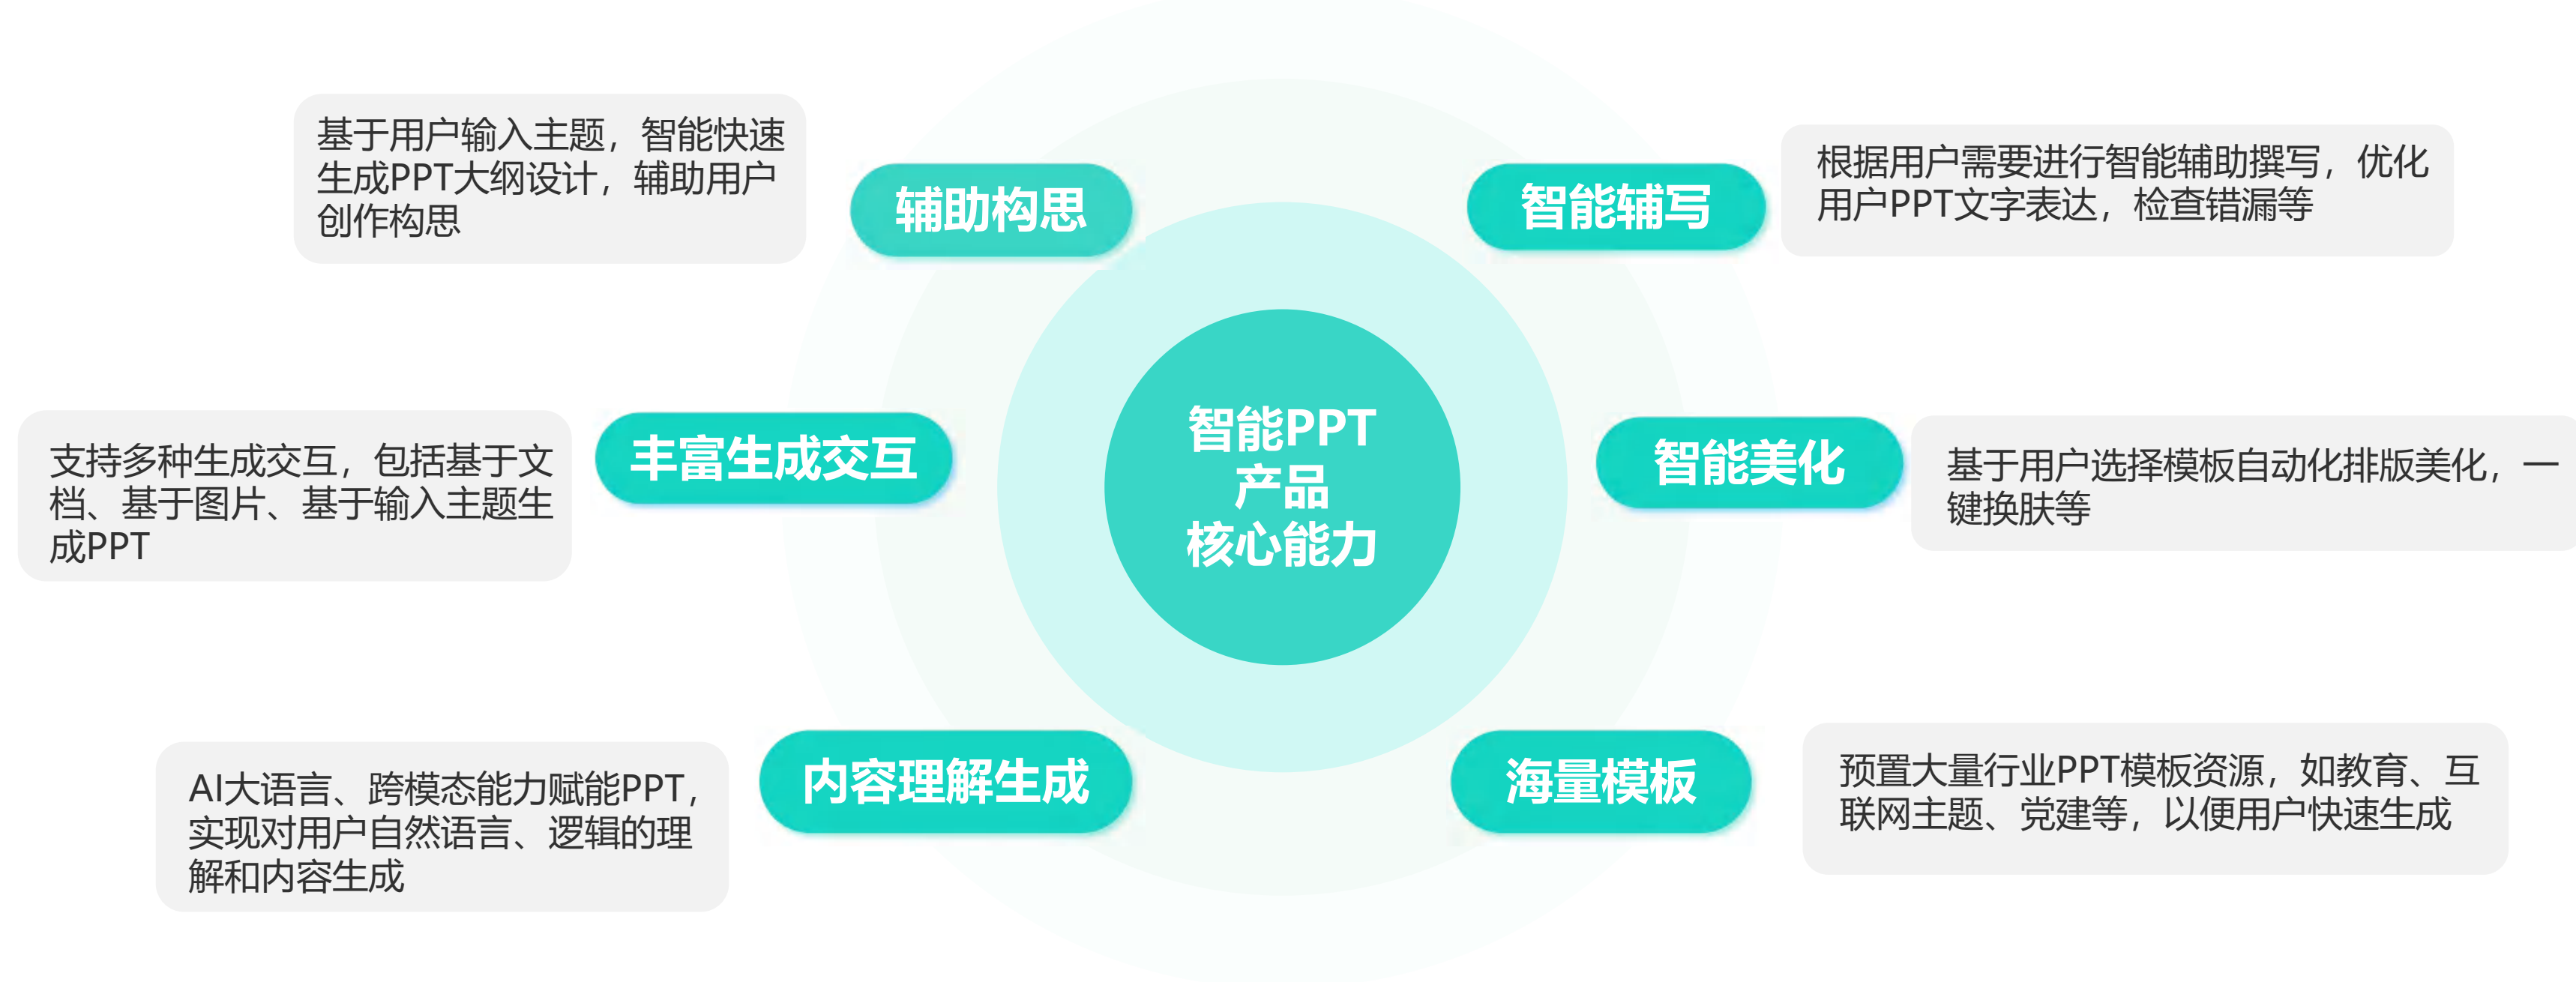 基于用户输入主题，智能快速
生成PPT大纲设计，辅助用户
创作构思
辅助构思
智能辅写
根据用户需要进行智能辅助撰写，优化
用户PPT文字表达，检查错漏等
支持多种生成交互，包括基于文
档、基于图片、基于输入主题生
成PPT
丰富生成交互
智能PPT
产品
核心能力
智能美化
基于用户选择模板自动化排版美化，一
键换肤等
AI大语言、跨模态能力赋能PPT，
实现对用户自然语言、逻辑的理
解和内容生成
内容理解生成
海量模板
预置大量行业PPT模板资源，如教育、互
联网主题、党建等，以便用户快速生成